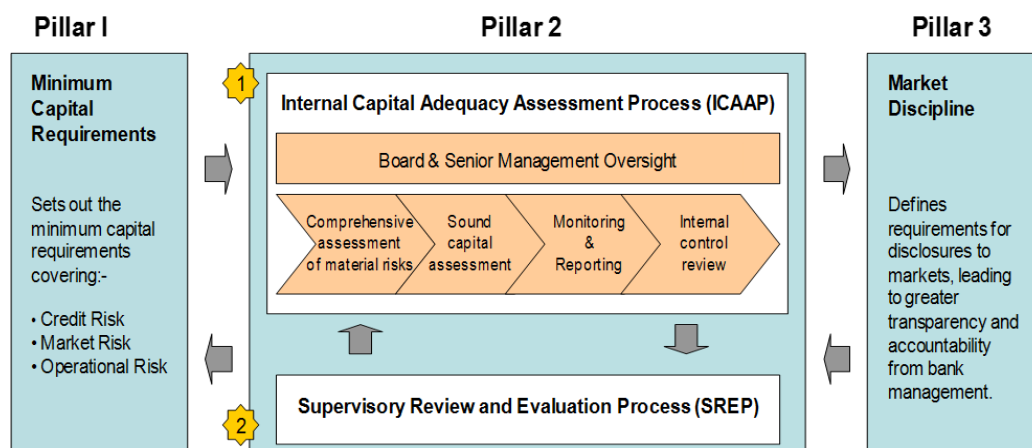 Pillar I
Minimum
Capital
Requirements
Sets out the
minimum capital
requirements
covering:-
• Credit Risk
• Market Risk
• Operational Risk
Pillar 2
1
Internal Capital Adequacy Assessment Process (ICAAP)
Board & Senior Management Oversight
Comprehensive
assessment
of material risks
Sound
capital
assessment
Monitoring
&
Reporting
Internal
control
review
2
Supervisory Review and Evaluation Process (SREP)
Pillar 3
Market
Discipline
Defines
requirements for
disclosures to
markets, leading
to greater
transparency and
accountability
from bank
management.